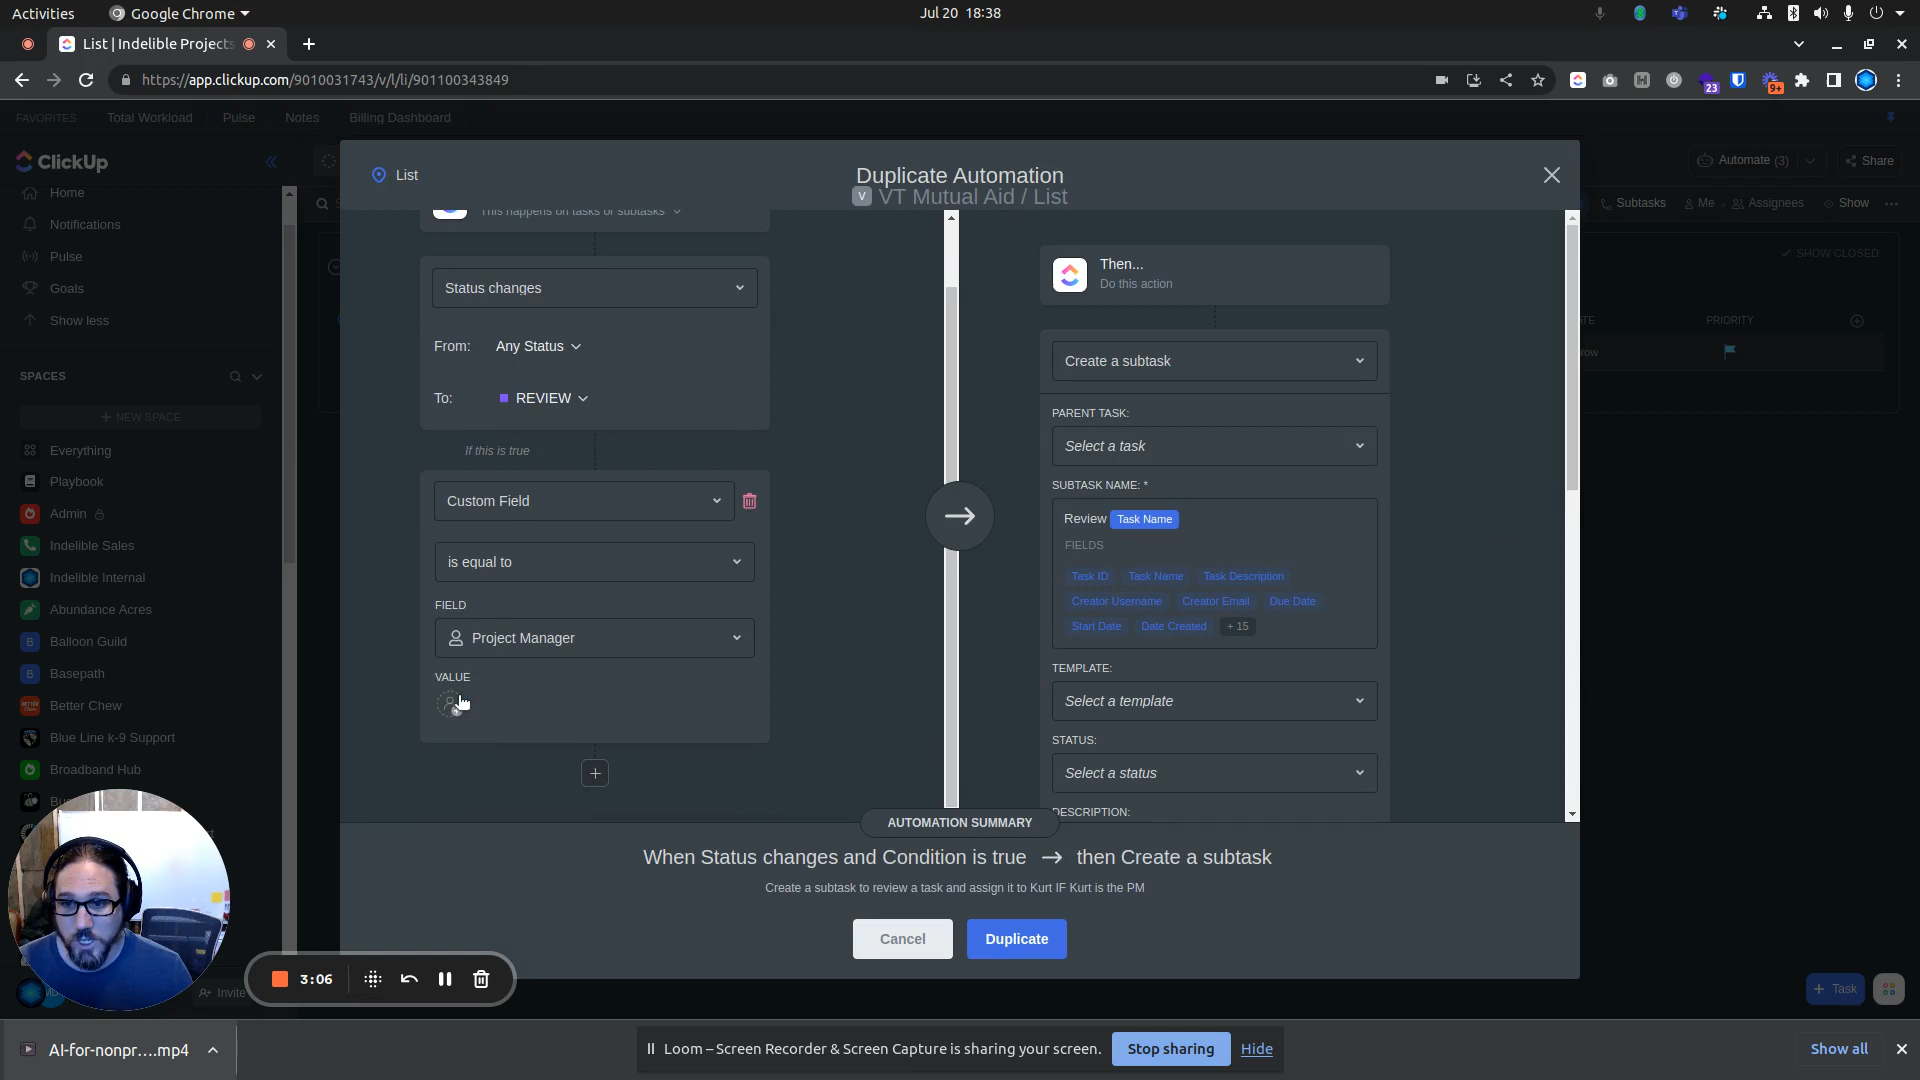 Activities
Google Chrome
Jul 20 18:38
List | Indelible Projects
https://app.clickup.com/9010031743/v/l/li/901100343849
23
9+
FAVORITES
Total Workload
Pulse
Notes
Billing Dashboard
ClickUp
Home
Notifications
Pulse
Goals
Show less
SPACES
+ NEW SPACE
Everything
Playbook
Admin
Indelible Sales
Indelible Internal
Abundance Acres
B Balloon Guild
B Basepath
Better Chew
Blue Line k-9 Support
Broadband Hub
Invite
Automate (3)
Share
Subtasks
Me
Assignees
Show
SHOW CLOSED
PRIORITY
List
Duplicate Automation
V VT Mutual Aid / List
This happens on tasks or subtasks
Status changes
From: Any Status
To: REVIEW
If this is true
Custom Field
is equal to
FIELD
Project Manager
VALUE
Then...
Do this action
Create a subtask
PARENT TASK:
Select a task
SUBTASK NAME: *
Review Task Name
FIELDS
Task ID Task Name Task Description
Creator Username Creator Email Due Date
Start Date Date Created + 15
TEMPLATE:
Select a template
STATUS:
Select a status
DESCRIPTION:
AUTOMATION SUMMARY
When Status changes and Condition is true → then Create a subtask
Create a subtask to review a task and assign it to Kurt IF Kurt is the PM
Cancel
Duplicate
3:06
+ Task
AI-for-nonpr....mp4
Loom – Screen Recorder & Screen Capture is sharing your screen.
Stop sharing
Hide
Show all